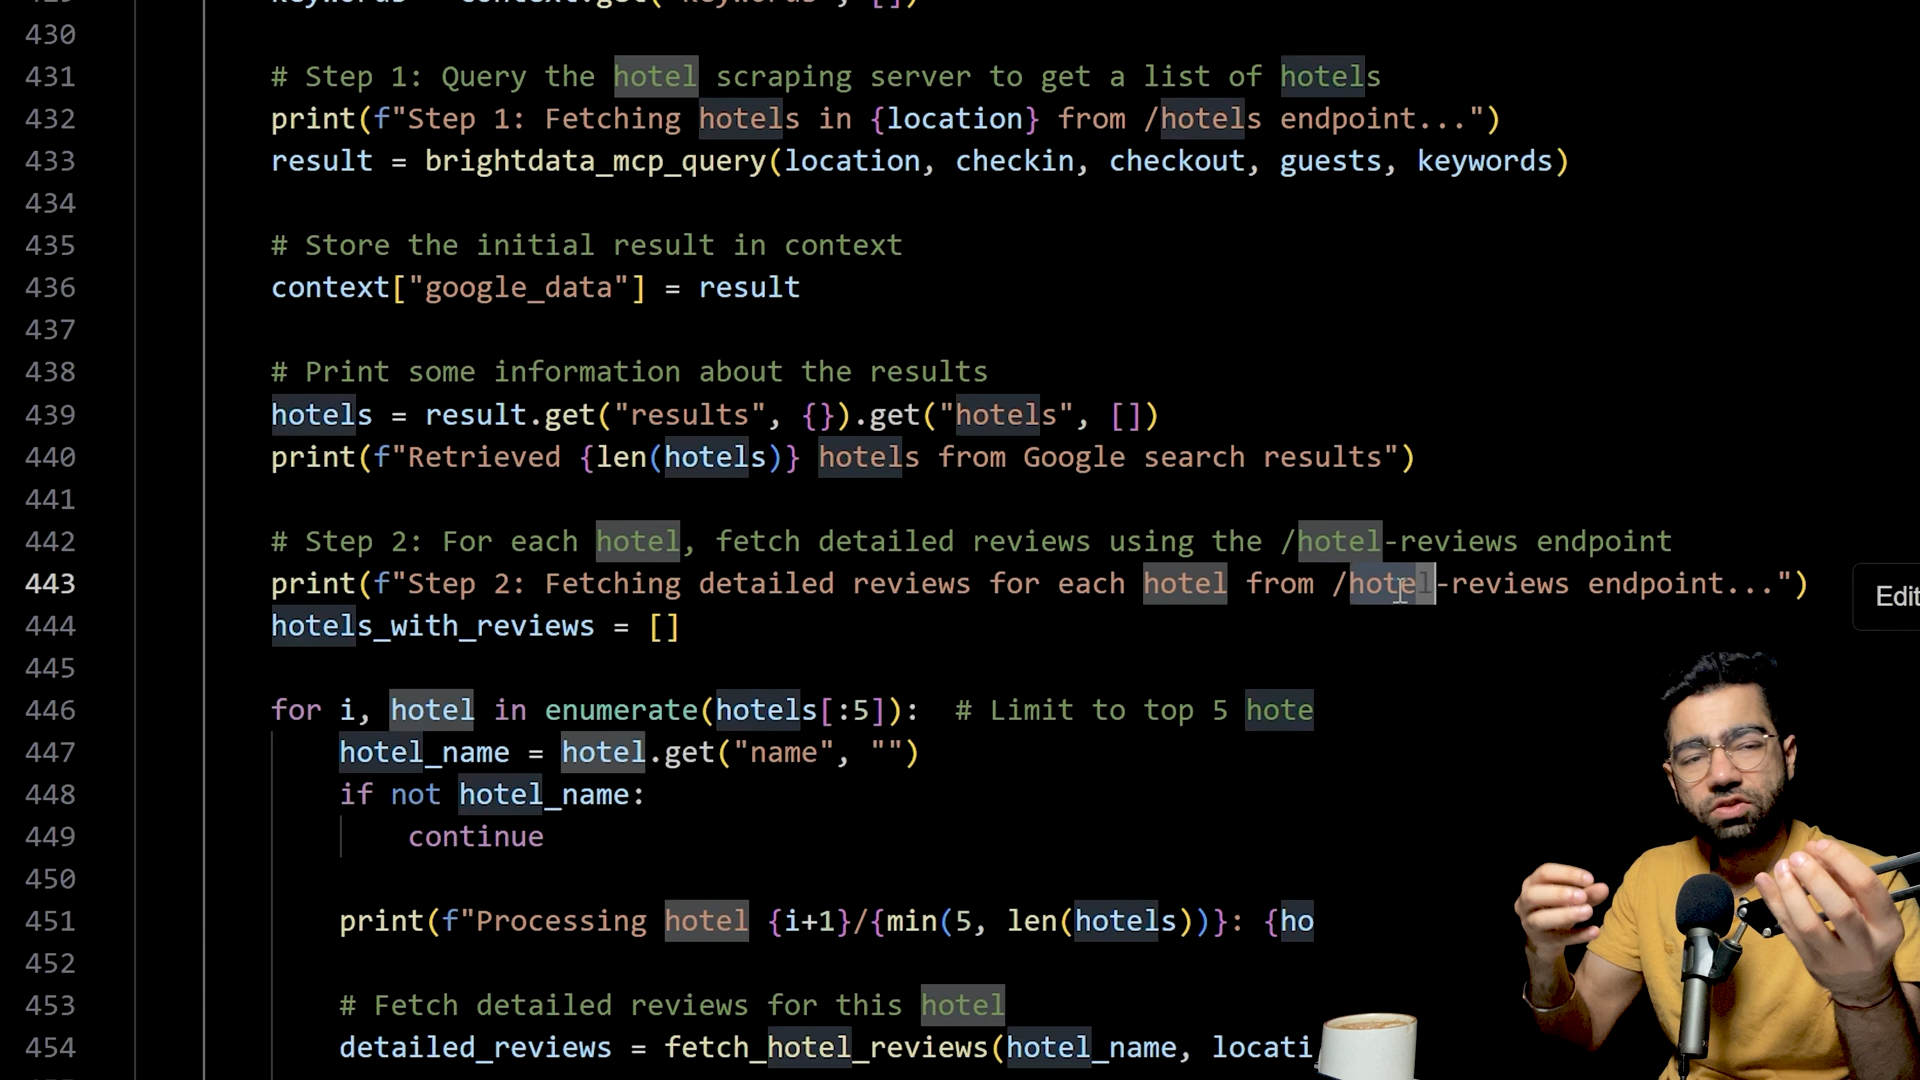 keywords = context.get("keywords", [])
430
431 # Step 1: Query the hotel scraping server to get a list of hotels
432 print(f"Step 1: Fetching hotels in {location} from /hotels endpoint...")
433 result = brightdata_mcp_query(location, checkin, checkout, guests, keywords)
434
435 # Store the initial result in context
436 context["google_data"] = result
437
438 # Print some information about the results
439 hotels = result.get("results", {}).get("hotels", [])
440 print(f"Retrieved {len(hotels)} hotels from Google search results")
441
442 # Step 2: For each hotel, fetch detailed reviews using the /hotel-reviews endpoint
443 print(f"Step 2: Fetching detailed reviews for each hotel from /hotel-reviews endpoint...")
Edit
444 hotels_with_reviews = []
445
446 for i, hotel in enumerate(hotels[:5]): # Limit to top 5 hote
447 hotel_name = hotel.get("name", "")
448 if not hotel_name:
449 continue
450
451 print(f"Processing hotel {i+1}/{min(5, len(hotels))}: {ho
452
453 # Fetch detailed reviews for this hotel
454 detailed_reviews = fetch_hotel_reviews(hotel_name, locati